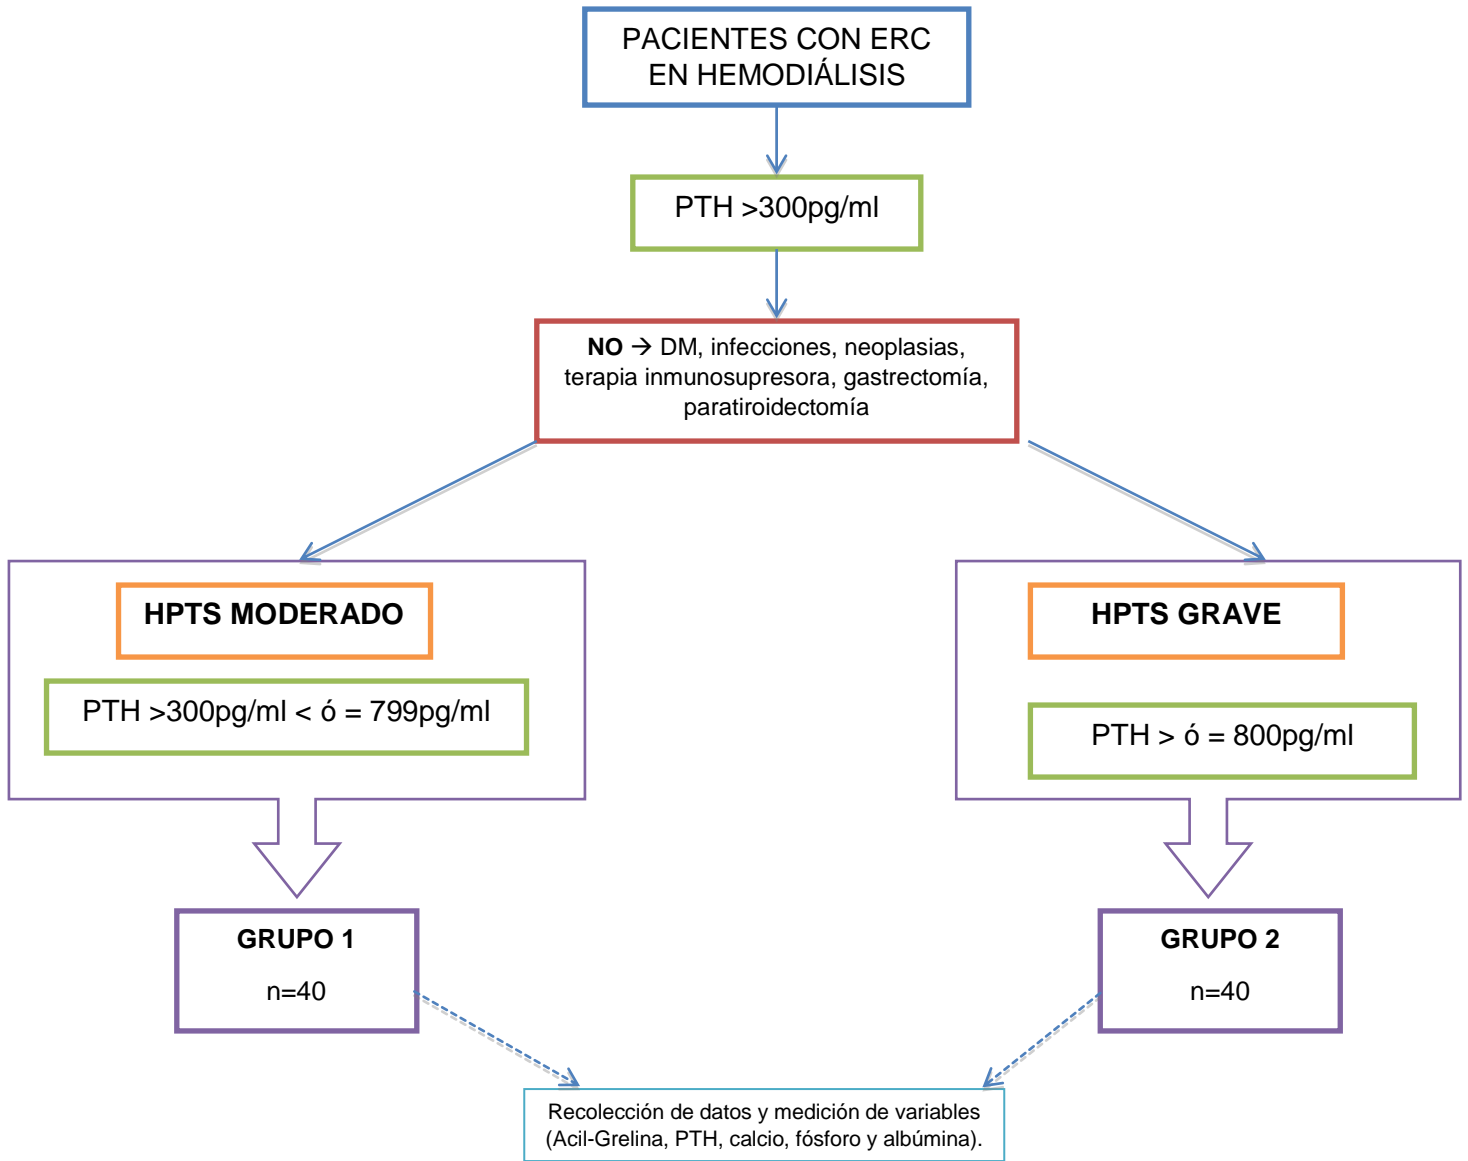 PACIENTES CON ERC
EN HEMODIÁLISIS
PTH >300pg/ml
NO → DM, infecciones, neoplasias,
terapia inmunosupresora, gastrectomía,
paratiroidectomía
HPTS MODERADO
PTH >300pg/ml < ó = 799pg/ml
HPTS GRAVE
PTH > ó = 800pg/ml
GRUPO 1
n=40
GRUPO 2
n=40
Recolección de datos y medición de variables
(Acil-Grelina, PTH, calcio, fósforo y albúmina).